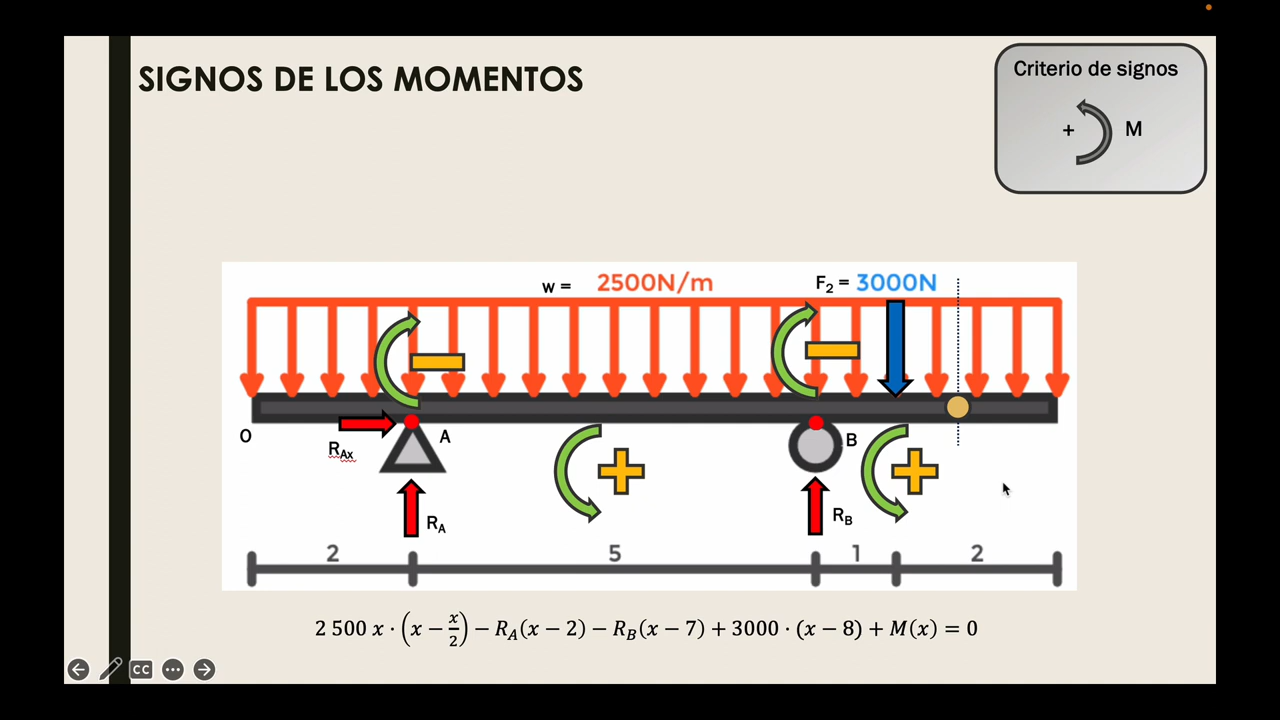 SIGNOS DE LOS MOMENTOS
Criterio de signos
+ M
w = 2500N/m
F₂ = 3000N
O
A
B
R_Ax
R_A
R_B
2 5 1 2
2 500 x · (x − x/2) − R_A(x − 2) − R_B(x − 7) + 3000 · (x − 8) + M(x) = 0
CC